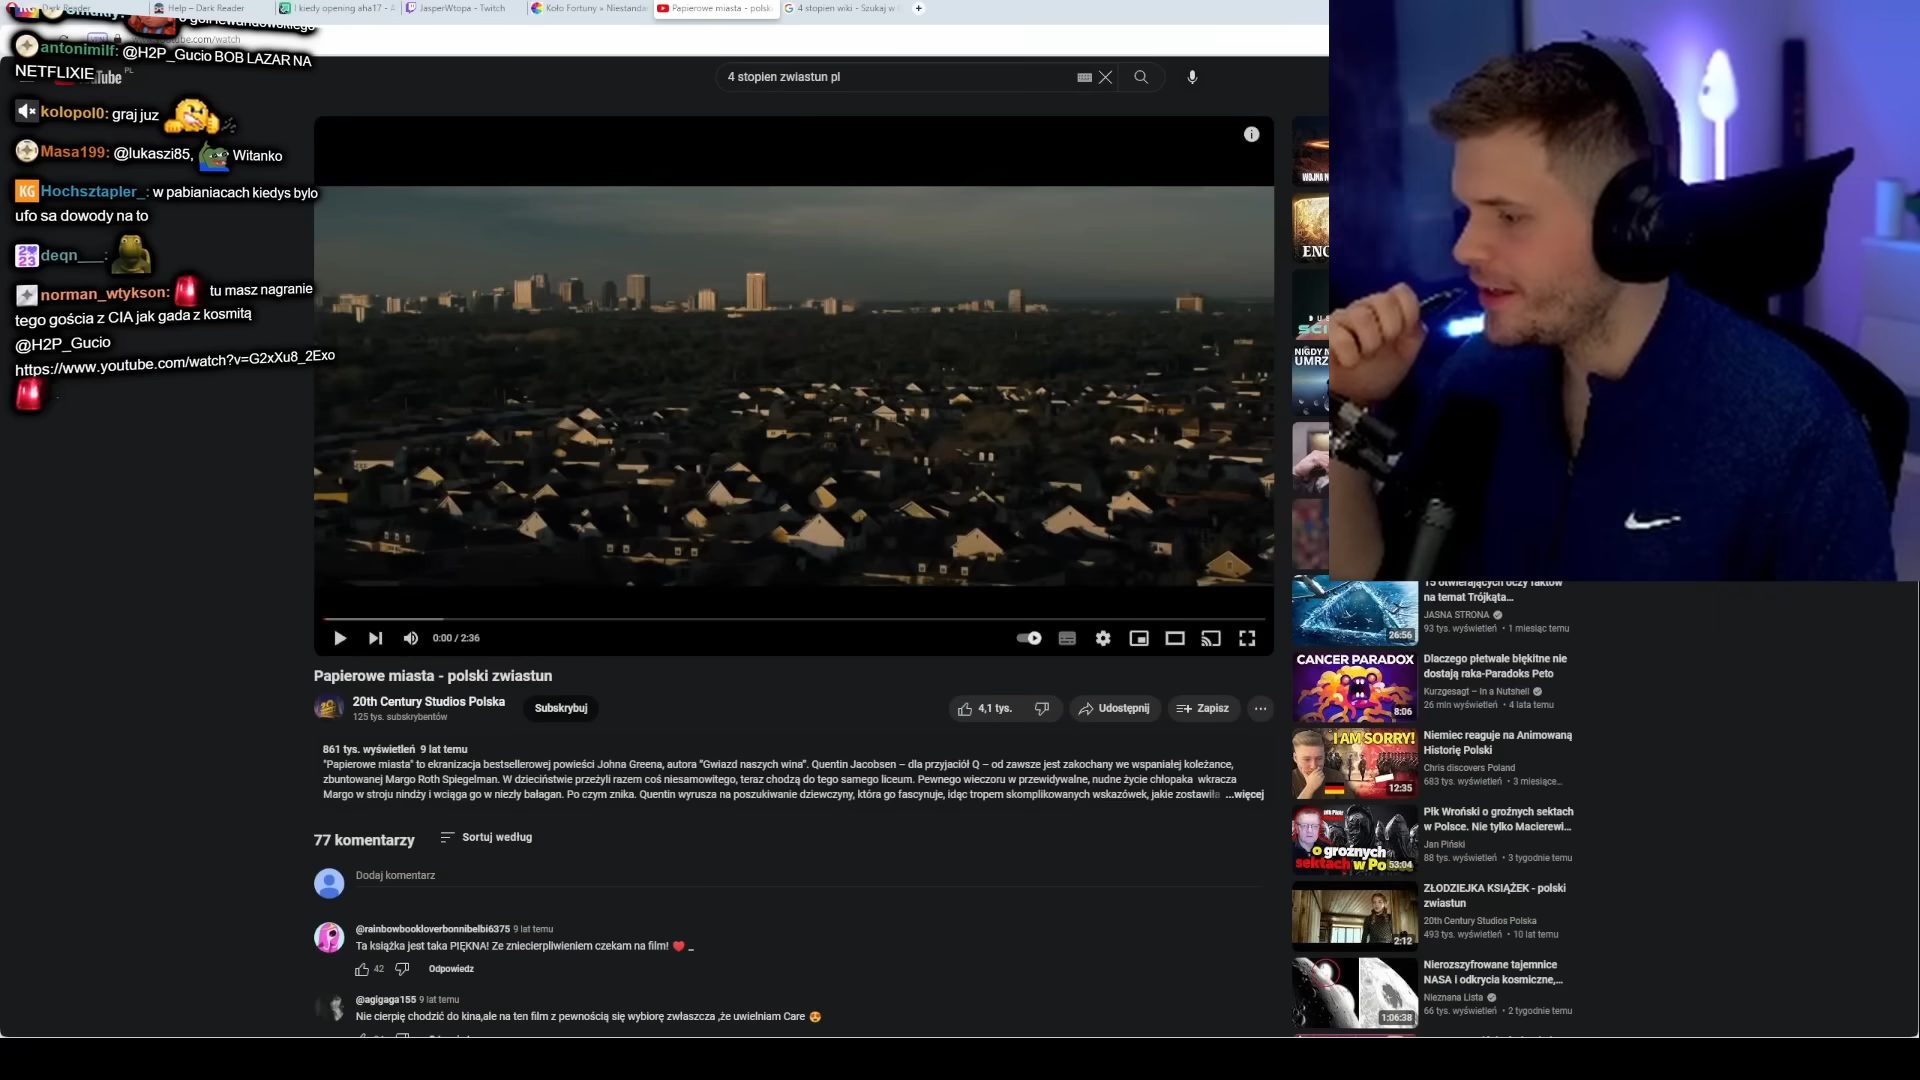 Dark Reader
Help – Dark Reader
I kiedy opening aha17 - A
JasperWtopa - Twitch
Koło Fortuny » Niestanda
Papierowe miasta - polsk
4 stopien wiki - Szukaj w
antonimilf: @H2P_Gucio BOB LAZAR NA
NETFLIXIE
PL
kolopol0: graj juz
Masa199: @lukaszi85, Witanko
KG Hochsztapler_: w pabianiacach kiedys bylo
ufo sa dowody na to
deqn___:
norman_wtykson: tu masz nagranie
tego gościa z CIA jak gada z kosmitą
@H2P_Gucio
https://www.youtube.com/watch?v=G2xXu8_2Exo
4 stopien zwiastun pl
0:00 / 2:36
Papierowe miasta - polski zwiastun
20th Century Studios Polska
125 tys. subskrybentów
Subskrybuj
4,1 tys.
Udostępnij
Zapisz
861 tys. wyświetleń 9 lat temu
"Papierowe miasta" to ekranizacja bestsellerowej powieści Johna Greena, autora "Gwiazd naszych wina". Quentin Jacobsen – dla przyjaciół Q – od zawsze jest zakochany we wspaniałej koleżance,
zbuntowanej Margo Roth Spiegelman. W dzieciństwie przeżyli razem coś niesamowitego, teraz chodzą do tego samego liceum. Pewnego wieczoru w przewidywalne, nudne życie chłopaka wkracza
Margo w stroju nindży i wciąga go w niezły bałagan. Po czym znika. Quentin wyrusza na poszukiwanie dziewczyny, która go fascynuje, idąc tropem skomplikowanych wskazówek, jakie zostawiła ...więcej
77 komentarzy
Sortuj według
Dodaj komentarz
@rainbowbookloverbonnibelbi6375 9 lat temu
Ta książka jest taka PIĘKNA! Ze zniecierpliwieniem czekam na film! ❤ _
42
Odpowiedz
@agigaga155 9 lat temu
Nie cierpię chodzić do kina,ale na ten film z pewnością się wybiorę zwłaszcza ,że uwielniam Care 😍
15 otwierających oczy faktów
na temat Trójkąta...
JASNA STRONA
93 tys. wyświetleń • 1 miesiąc temu
26:56
CANCER PARADOX
8:06
Dlaczego płetwale błękitne nie
dostają raka-Paradoks Peto
Kurzgesagt – In a Nutshell
26 mln wyświetleń • 4 lata temu
I AM SORRY!
12:35
Niemiec reaguje na Animowaną
Historię Polski
Chris discovers Poland
683 tys. wyświetleń • 3 miesiące...
o groźnych
sektach w Po
53:04
Płk Wroński o groźnych sektach
w Polsce. Nie tylko Macierewi...
Jan Piński
88 tys. wyświetleń • 3 tygodnie temu
2:12
ZŁODZIEJKA KSIĄŻEK - polski
zwiastun
20th Century Studios Polska
493 tys. wyświetleń • 10 lat temu
1:06:38
Nierozszyfrowane tajemnice
NASA i odkrycia kosmiczne,...
Nieznana Lista
66 tys. wyświetleń • 2 tygodnie temu